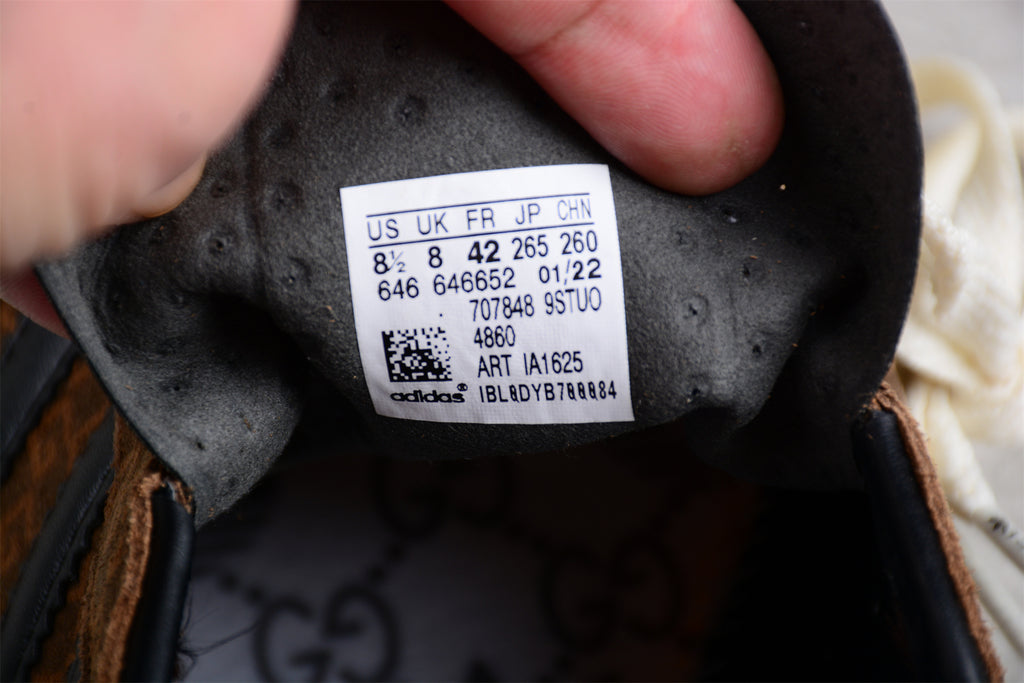 US UK FR JP CHN
8½ 8 42 265 260
646 646652 01/22
707848 9STUO
4860
ART IA1625
adidas® IBL0DYB700084